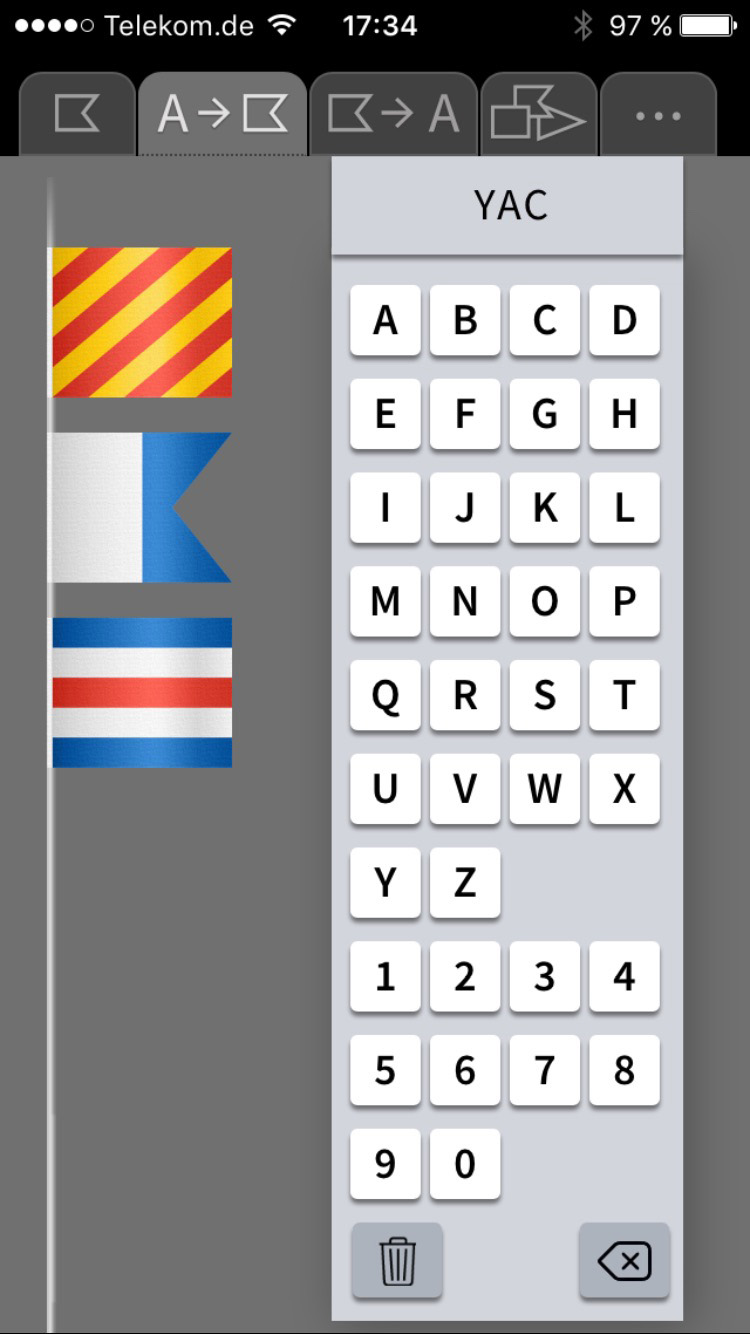 Telekom.de 17:34 97 %
A A ...
YAC
A B C D
E F G H
I J K L
M N O P
Q R S T
U V W X
Y Z
1 2 3 4
5 6 7 8
9 0